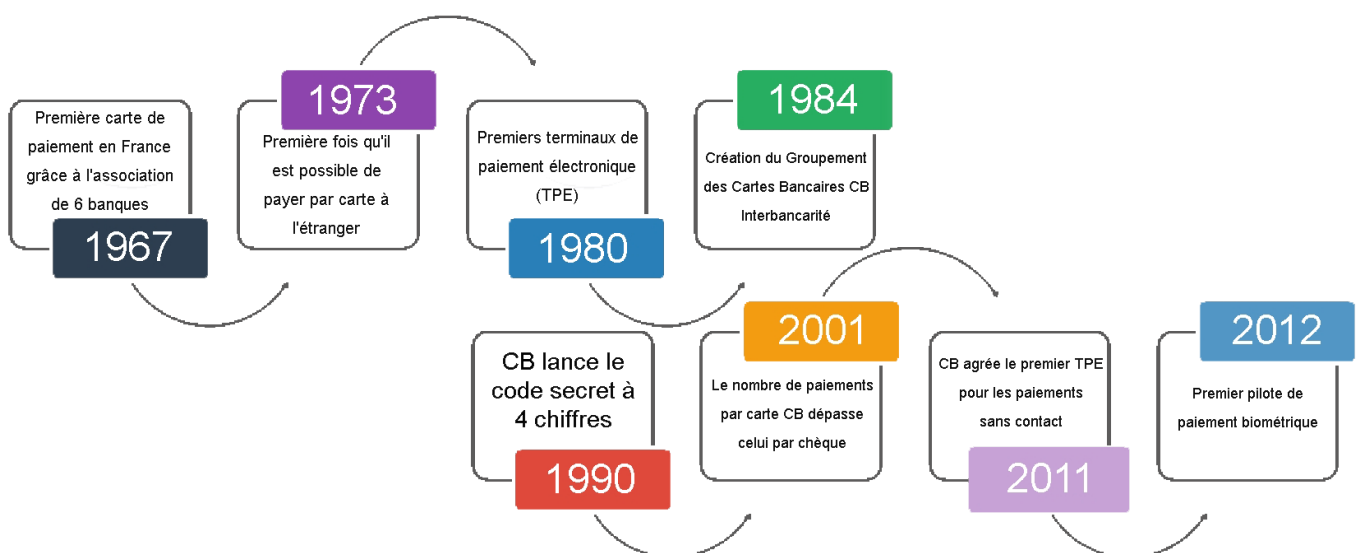 Première carte de
paiement en France
grâce à l'association
de 6 banques
1967
1973
Première fois qu'il
est possible de
payer par carte à
l'étranger
Premiers terminaux de
paiement électronique
(TPE)
1980
1984
Création du Groupement
des Cartes Bancaires CB
Interbancarité
CB lance le
code secret à
4 chiffres
1990
2001
Le nombre de paiements
par carte CB dépasse
celui par chèque
CB agrée le premier TPE
pour les paiements
sans contact
2011
2012
Premier pilote de
paiement biométrique